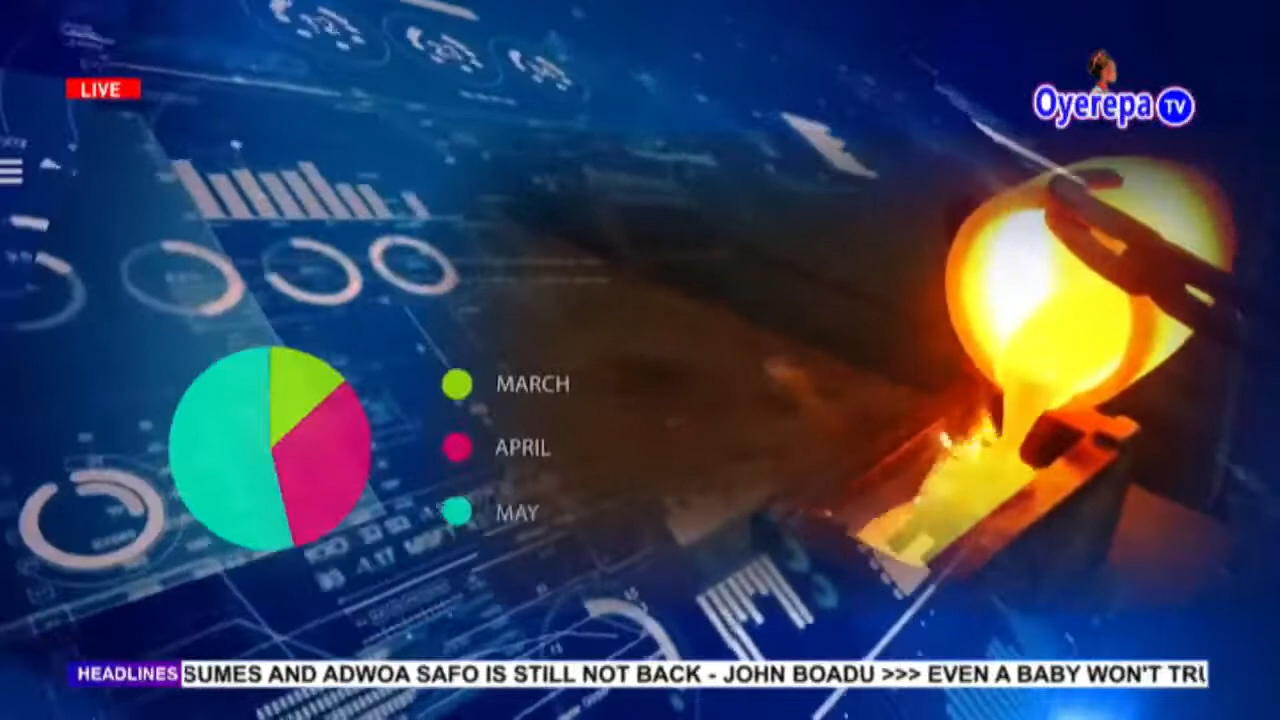 LIVE
Oyerepa TV
MARCH
APRIL
MAY
HEADLINES SUMES AND ADWOA SAFO IS STILL NOT BACK - JOHN BOADU >>> EVEN A BABY WON'T TRU